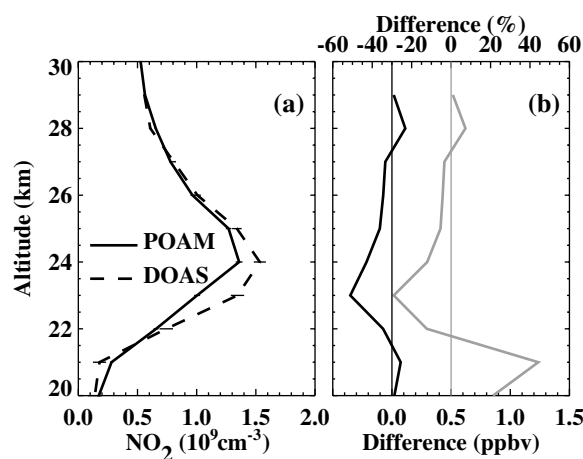 Difference (%)
-60 -40 -20 0 20 40 60
30
28
26
24
22
20
Altitude (km)
(a)
(b)
POAM
DOAS
0.0 0.5 1.0 1.5 2.0
0.0 0.5 1.0 1.5
NO2 (10^9cm^-3)
Difference (ppbv)